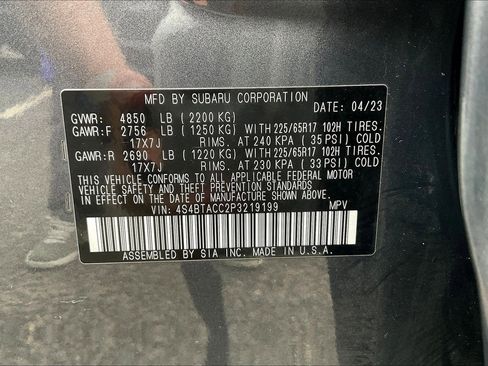 MFD BY SUBARU CORPORATION
DATE: 04/23
GVWR: 4850 LB (2200 KG)
GAWR:F 2756 LB (1250 KG) WITH 225/65R17 102H TIRES.
17X7J RIMS. AT 240 KPA (35 PSI) COLD
GAWR:R 2690 LB (1220 KG) WITH 225/65R17 102H TIRES.
17X7J RIMS. AT 230 KPA (33 PSI) COLD
THIS VEHICLE CONFORMS TO ALL APPLICABLE FEDERAL MOTOR
VEHICLE SAFETY AND THEFT PREVENTION STANDARDS IN
EFFECT ON THE DATE OF MANUFACTURE SHOWN ABOVE.
VIN: 4S4BTACC2P3219199 MPV
ASSEMBLED BY SIA INC. MADE IN U.S.A.